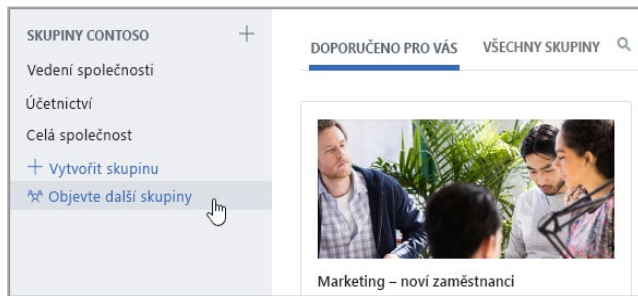 SKUPINY CONTOSO
Vedení společnosti
Účetnictví
Celá společnost
Vytvořit skupinu
Objevte další skupiny
DOPORUČENO PRO VÁS VŠECHNY SKUPINY
Marketing – noví zaměstnanci